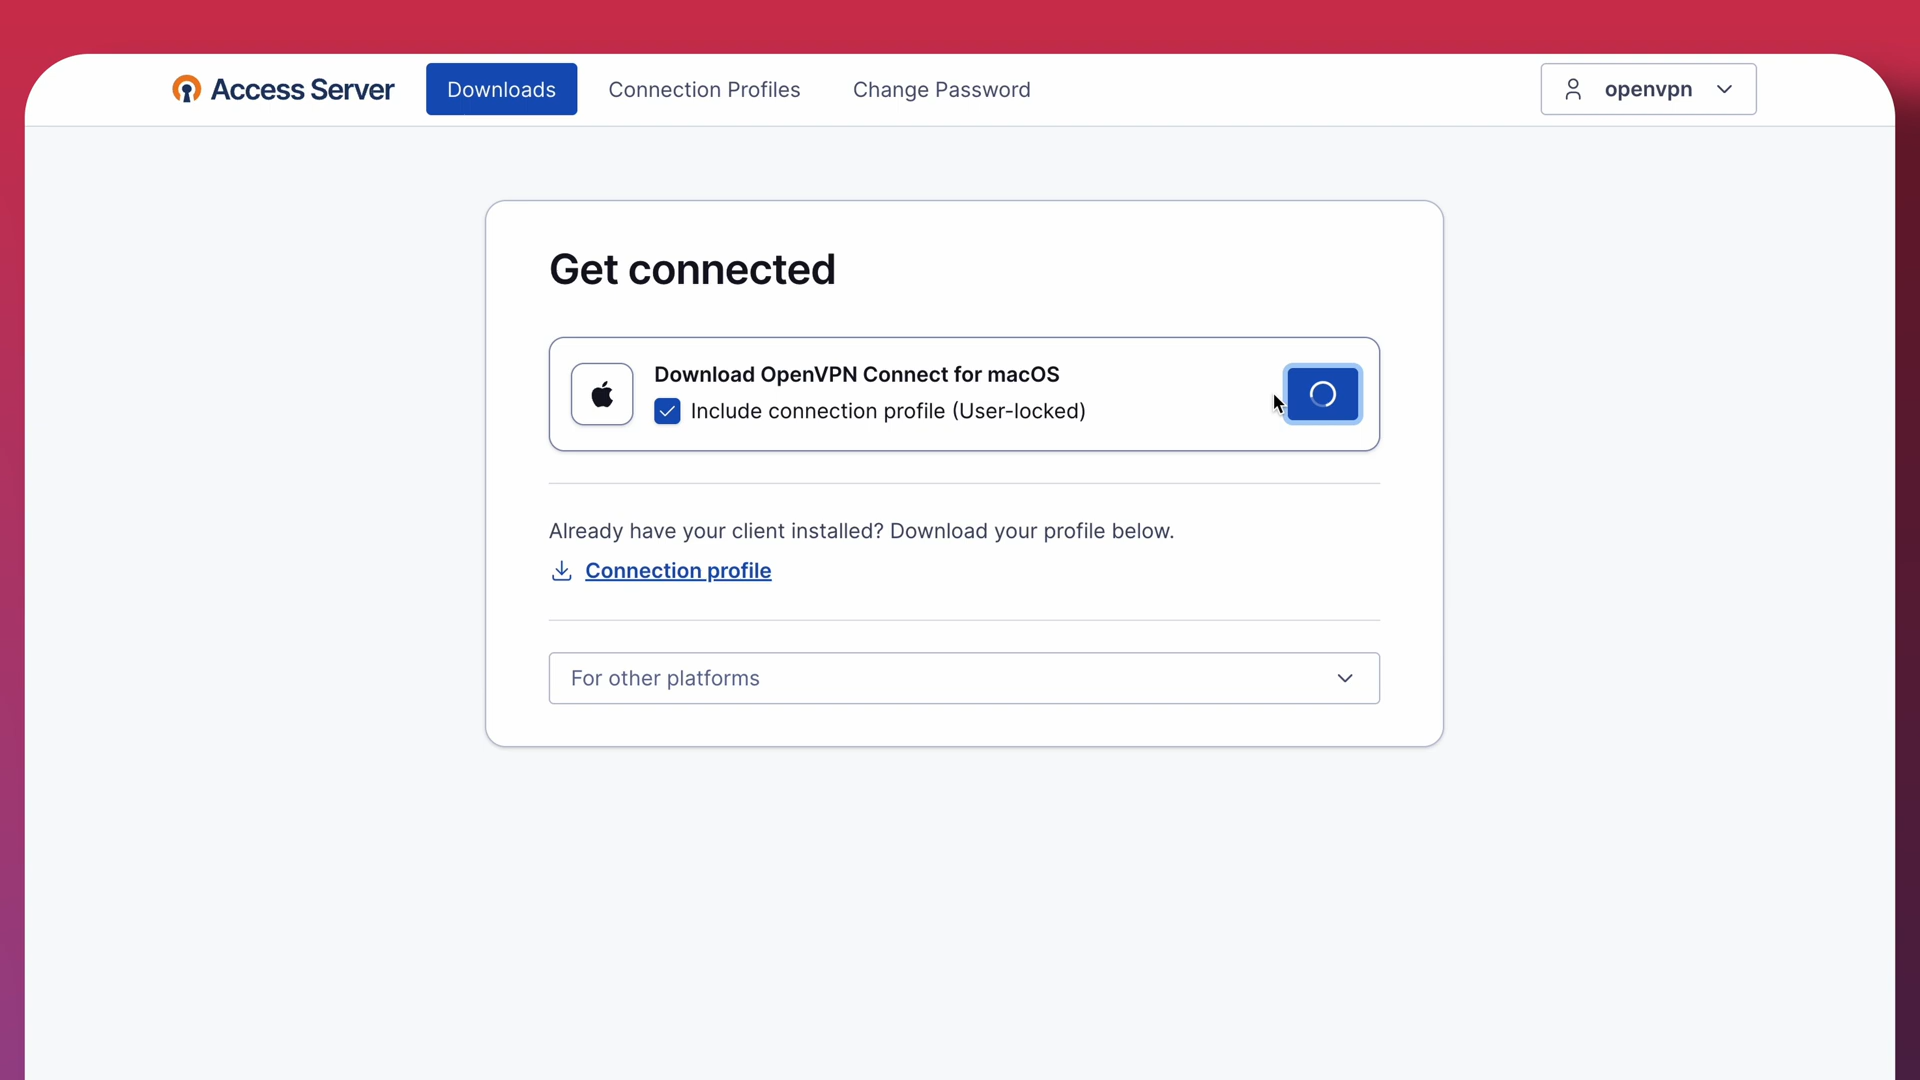 Access Server
Downloads
Connection Profiles
Change Password
openvpn
Get connected
Download OpenVPN Connect for macOS
Include connection profile (User-locked)
Already have your client installed? Download your profile below.
Connection profile
For other platforms